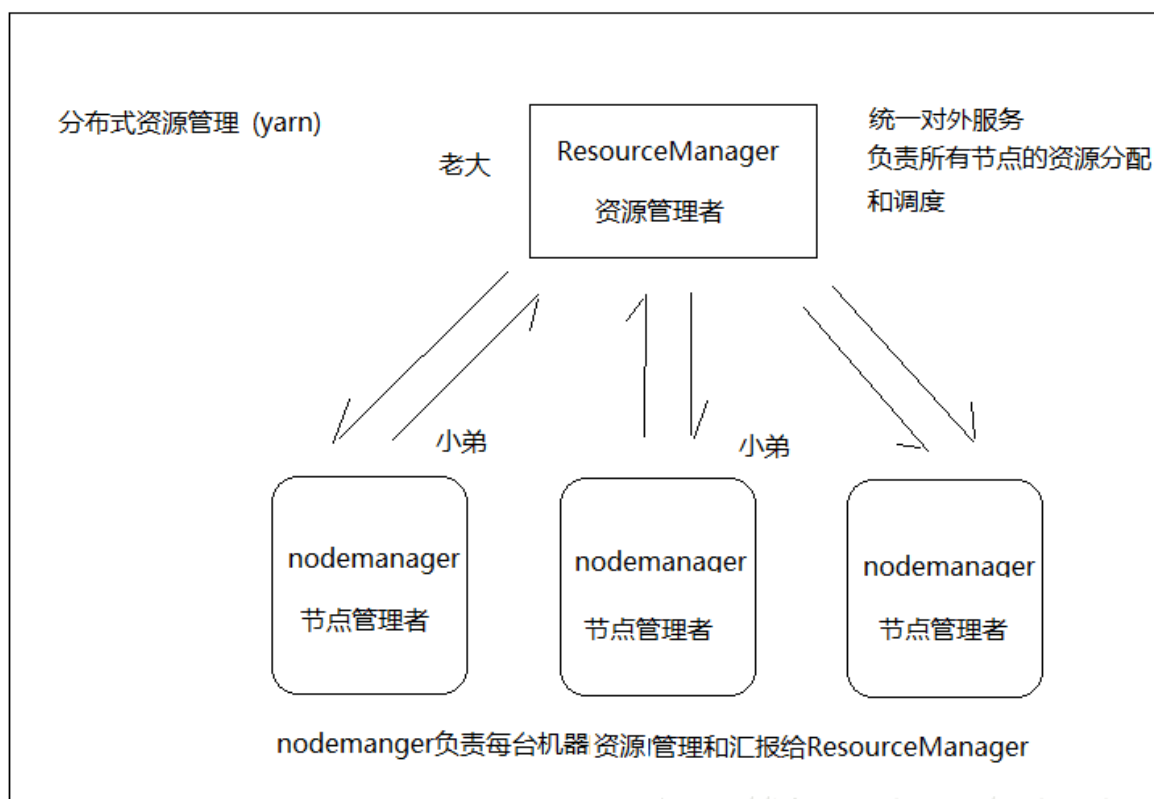 分布式资源管理 (yarn)
老大
ResourceManager
资源管理者
统一对外服务
负责所有节点的资源分配
和调度
小弟
小弟
nodemanager
节点管理者
nodemanager
节点管理者
nodemanager
节点管理者
nodemanger负责每台机器资源管理和汇报给ResourceManager